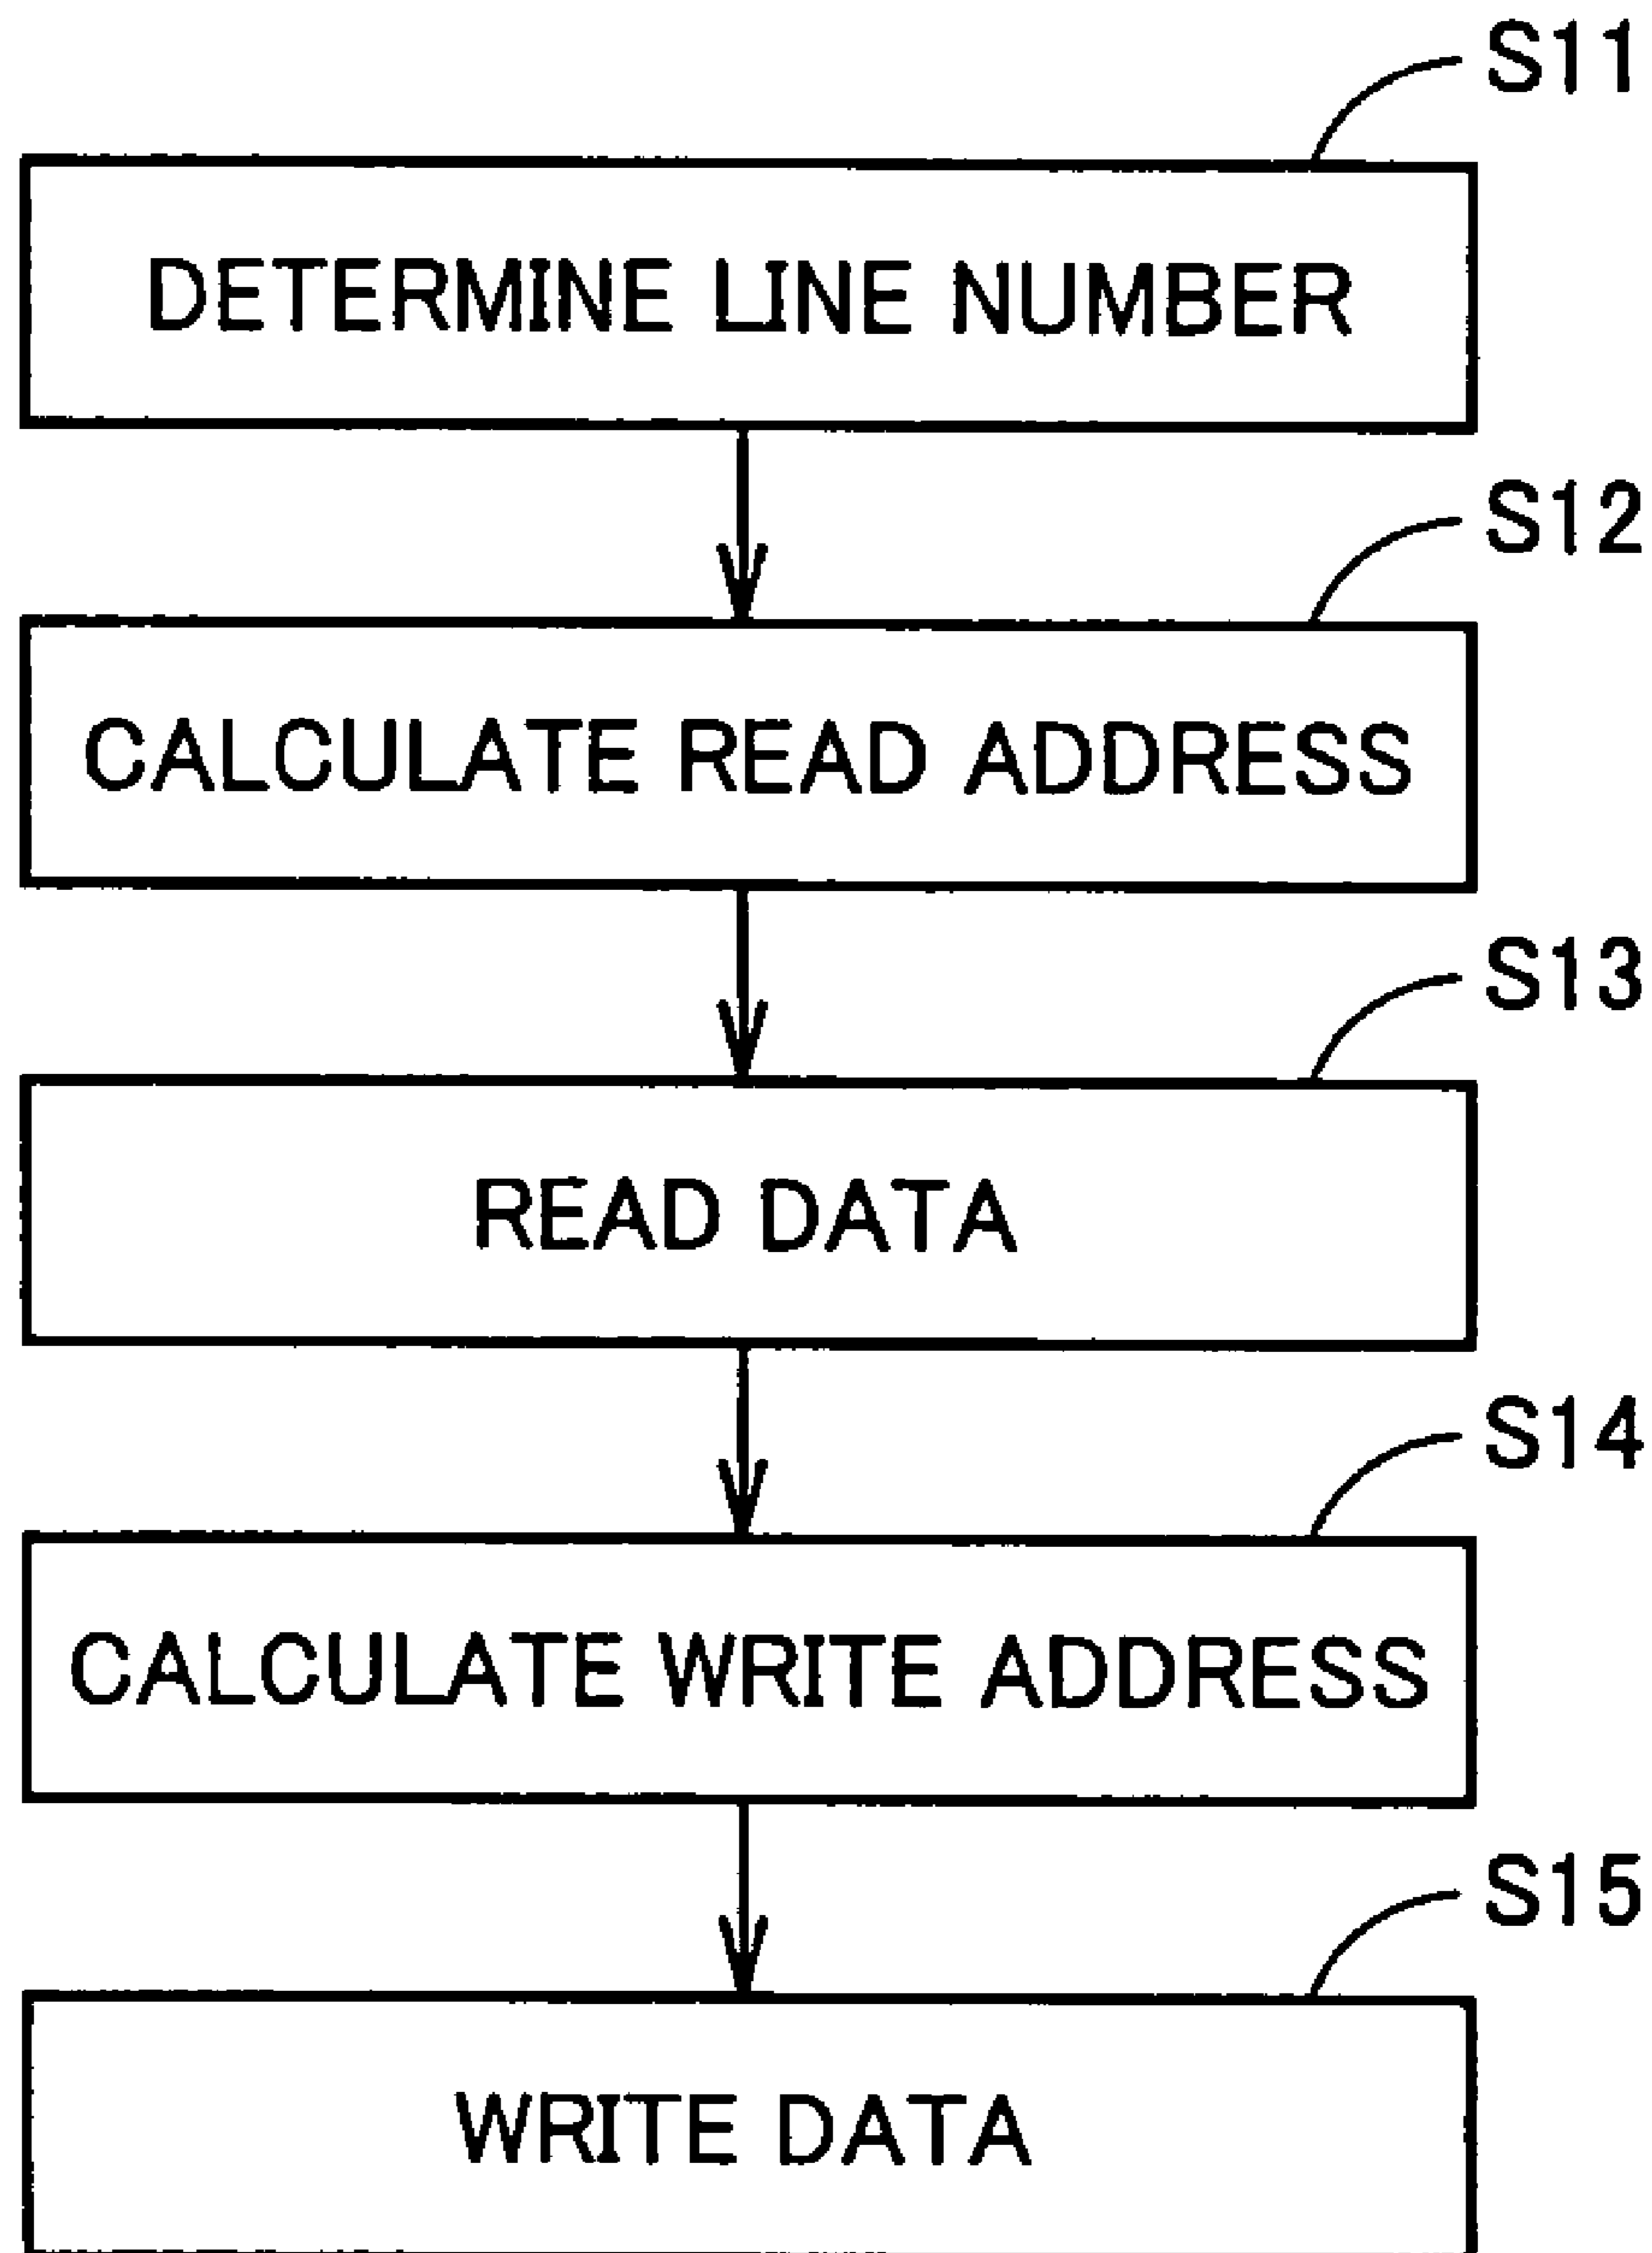 S11
DETERMINE LINE NUMBER
S12
CALCULATE READ ADDRESS
S13
READ DATA
S14
CALCULATE WRITE ADDRESS
S15
WRITE DATA